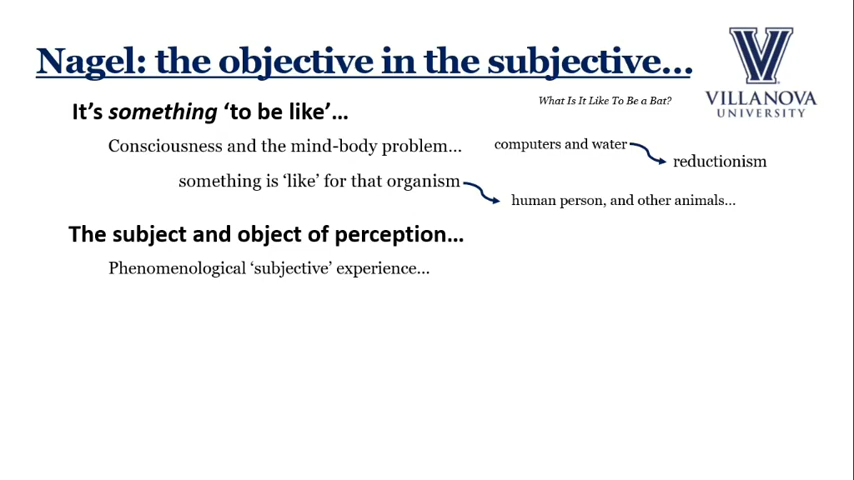 Nagel: the objective in the subjective...
What Is It Like To Be a Bat?
VILLANOVA
UNIVERSITY
It's something 'to be like'...
Consciousness and the mind-body problem...
computers and water
reductionism
something is 'like' for that organism
human person, and other animals...
The subject and object of perception...
Phenomenological 'subjective' experience...